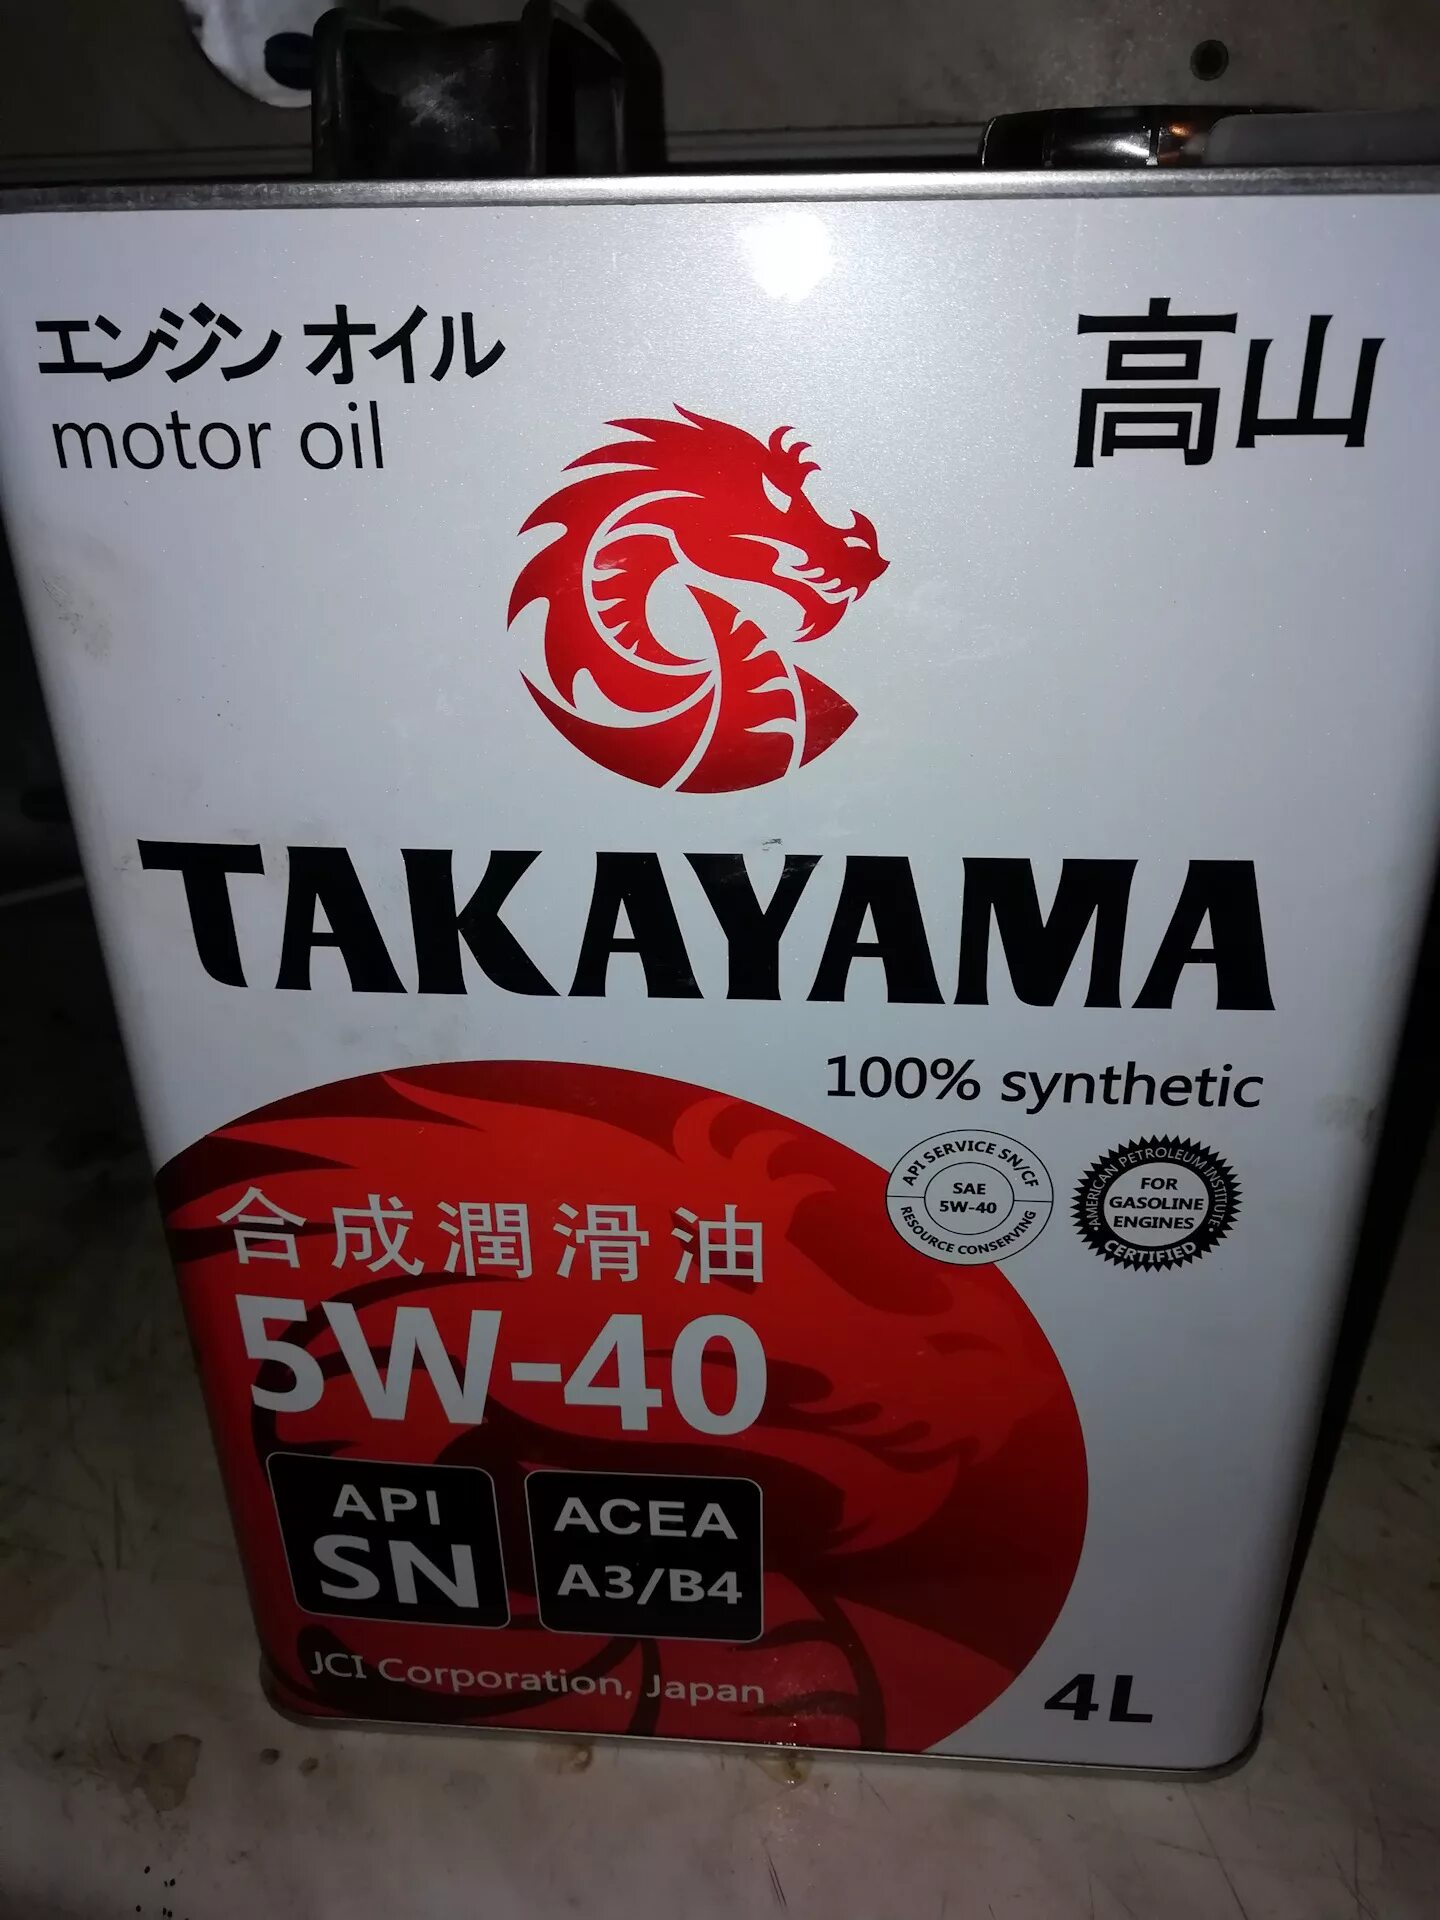 エンジン オイル
motor oil
高山
TAKAYAMA
100% synthetic
API SERVICE SN/CF
SAE
5W-40
RESOURCE CONSERVING
AMERICAN PETROLEUM INSTITUTE
FOR
GASOLINE
ENGINES
CERTIFIED
合成潤滑油
5W-40
API
SN
ACEA
A3/B4
JCI Corporation, Japan
4L